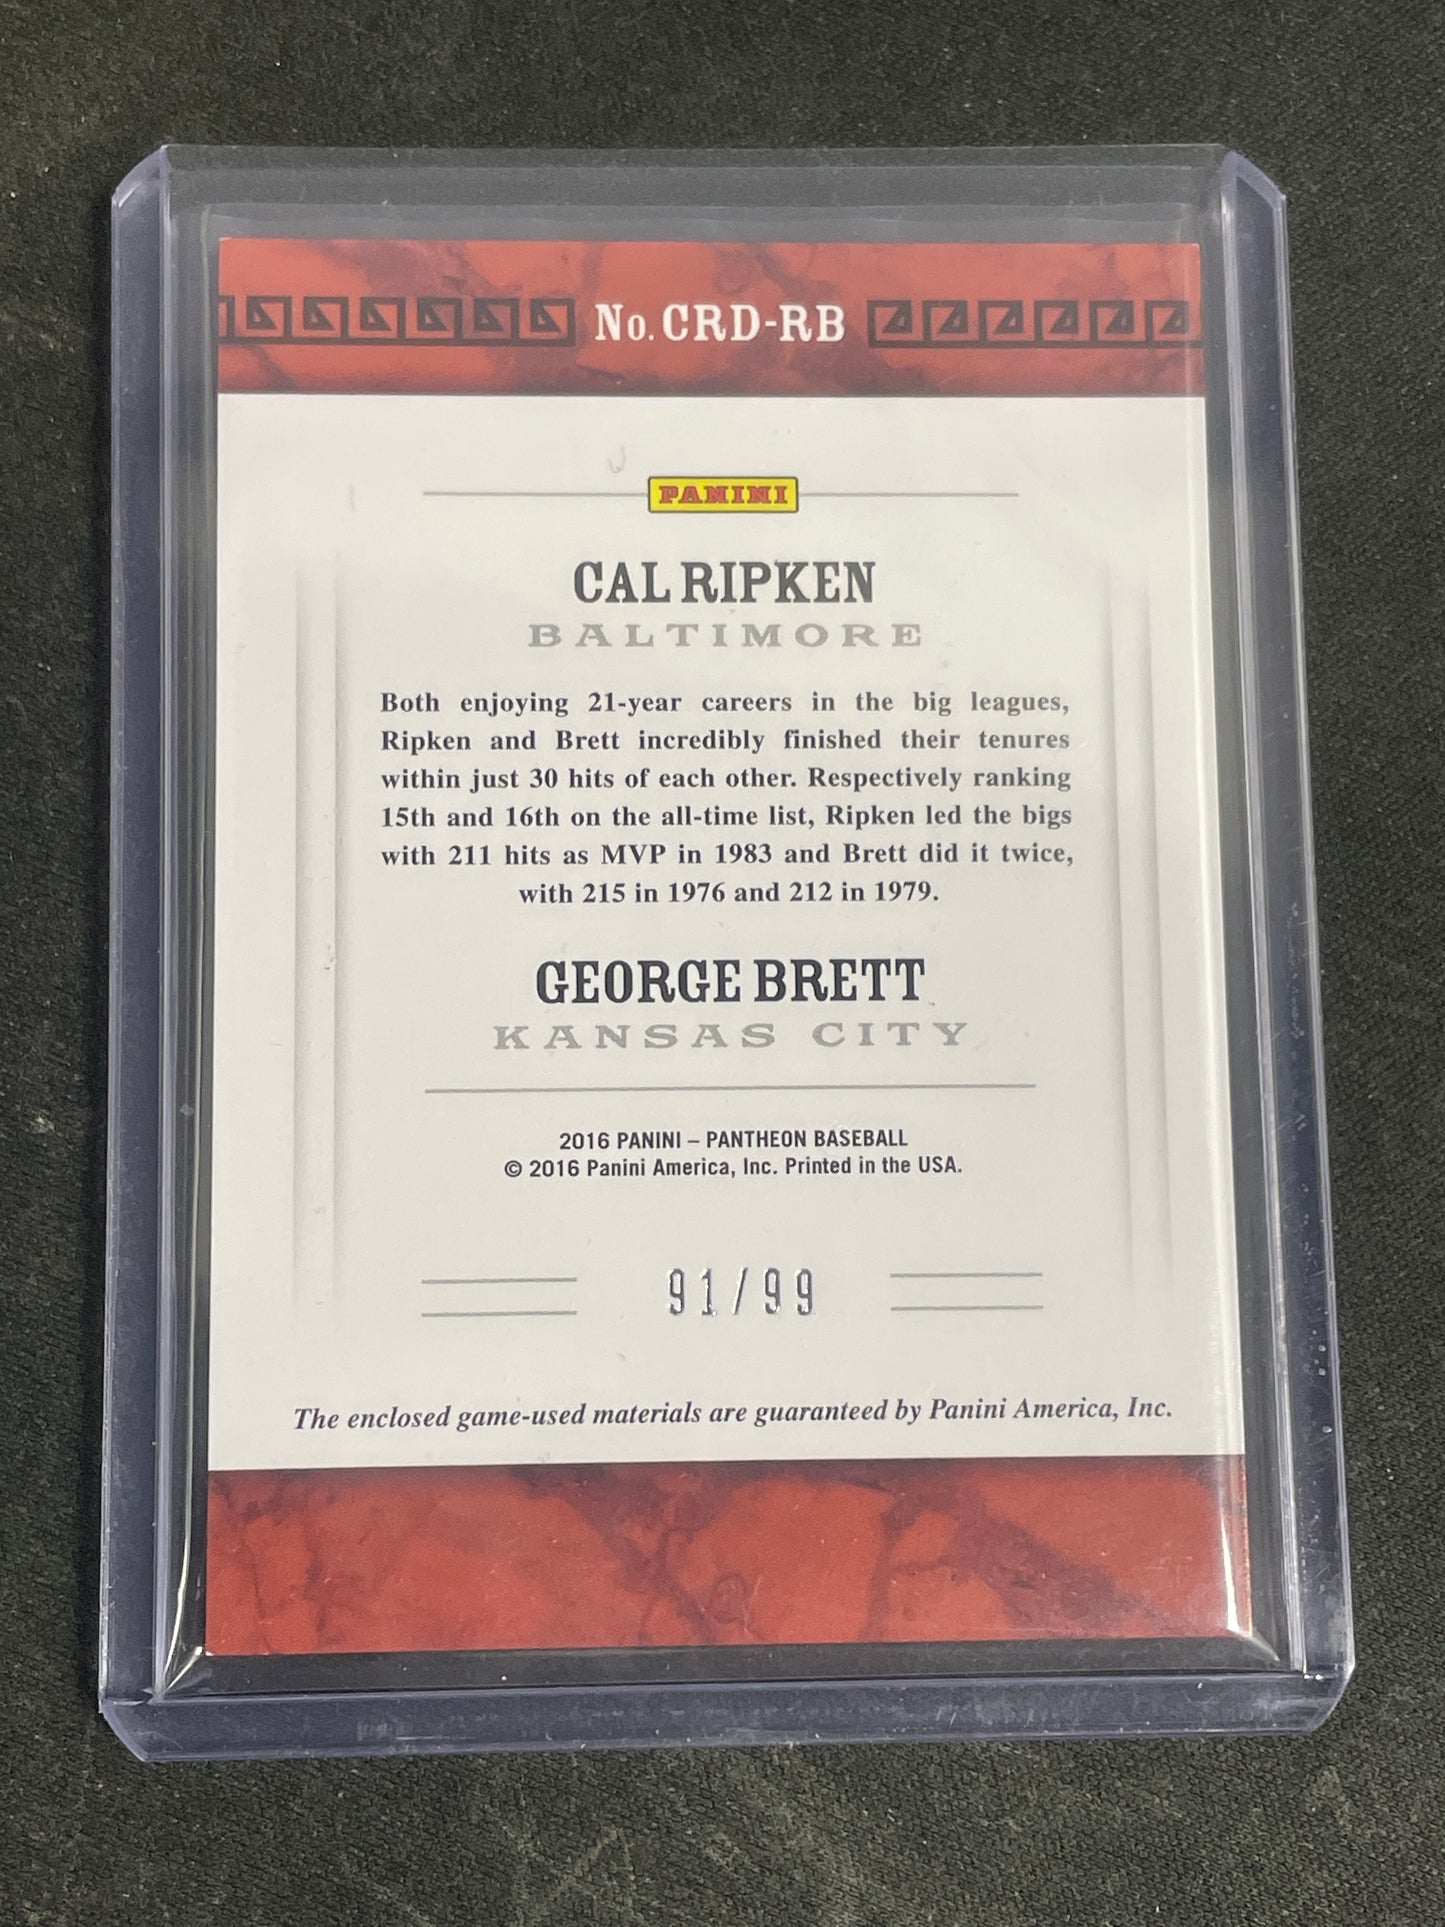 No. CRD-RB
PANINI
CAL RIPKEN
BALTIMORE
Both enjoying 21-year careers in the big leagues,
Ripken and Brett incredibly finished their tenures
within just 30 hits of each other. Respectively ranking
15th and 16th on the all-time list, Ripken led the bigs
with 211 hits as MVP in 1983 and Brett did it twice,
with 215 in 1976 and 212 in 1979.
GEORGE BRETT
KANSAS CITY
2016 PANINI – PANTHEON BASEBALL
© 2016 Panini America, Inc. Printed in the USA.
91/99
The enclosed game-used materials are guaranteed by Panini America, Inc.